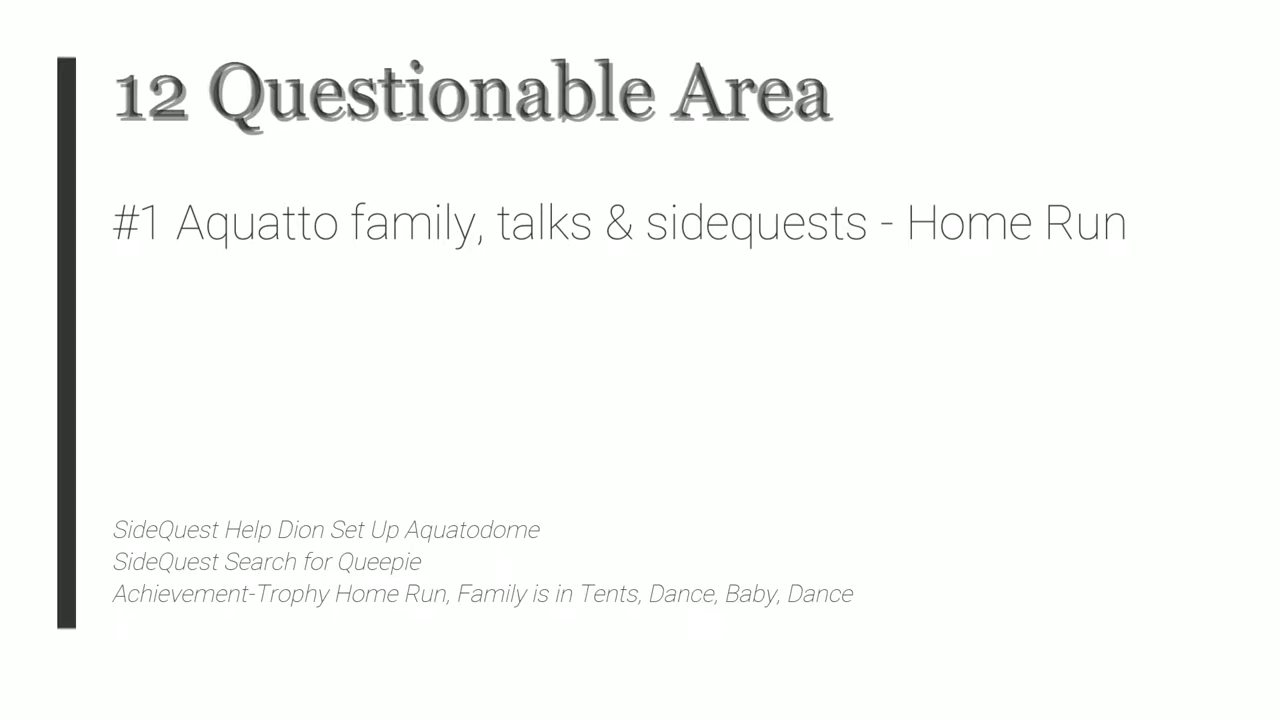 12 Questionable Area
#1 Aquatto family, talks & sidequests - Home Run
SideQuest Help Dion Set Up Aquatodome
SideQuest Search for Queepie
Achievement-Trophy Home Run, Family is in Tents, Dance, Baby, Dance